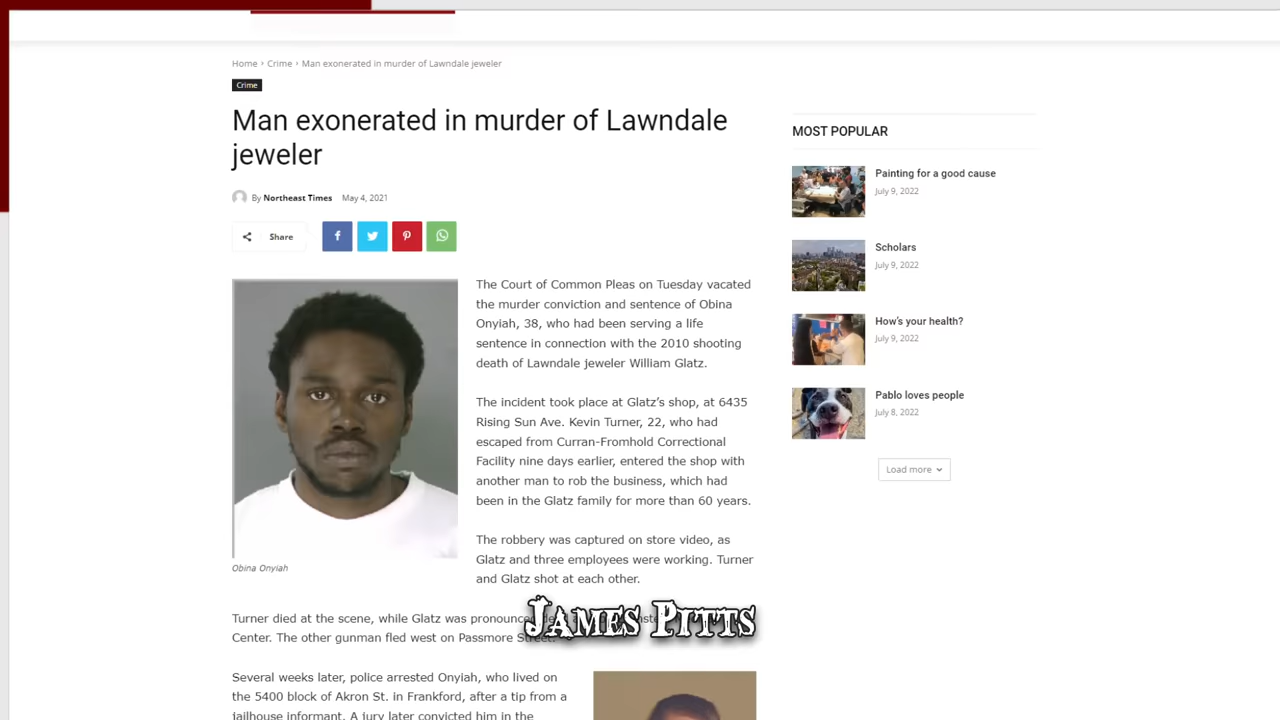 Home › Crime › Man exonerated in murder of Lawndale jeweler
Crime
Man exonerated in murder of Lawndale
jeweler
By Northeast Times May 4, 2021
Share
The Court of Common Pleas on Tuesday vacated
the murder conviction and sentence of Obina
Onyiah, 38, who had been serving a life
sentence in connection with the 2010 shooting
death of Lawndale jeweler William Glatz.
The incident took place at Glatz’s shop, at 6435
Rising Sun Ave. Kevin Turner, 22, who had
escaped from Curran-Fromhold Correctional
Facility nine days earlier, entered the shop with
another man to rob the business, which had
been in the Glatz family for more than 60 years.
The robbery was captured on store video, as
Glatz and three employees were working. Turner
and Glatz shot at each other.
Obina Onyiah
Turner died at the scene, while Glatz was pronounced
Center. The other gunman fled west on Passmore Street.
James Pitts
Several weeks later, police arrested Onyiah, who lived on
the 5400 block of Akron St. in Frankford, after a tip from a
jailhouse informant. A jury later convicted him in the
MOST POPULAR
Painting for a good cause
July 9, 2022
Scholars
July 9, 2022
How’s your health?
July 9, 2022
Pablo loves people
July 8, 2022
Load more